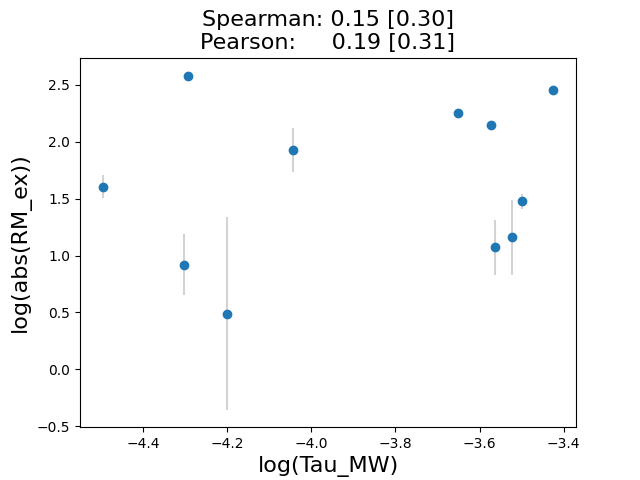 Spearman: 0.15 [0.30]
Pearson: 0.19 [0.31]
2.5
2.0
1.5
1.0
0.5
0.0
−0.5
log(abs(RM_ex))
−4.4 −4.2 −4.0 −3.8 −3.6 −3.4
log(Tau_MW)